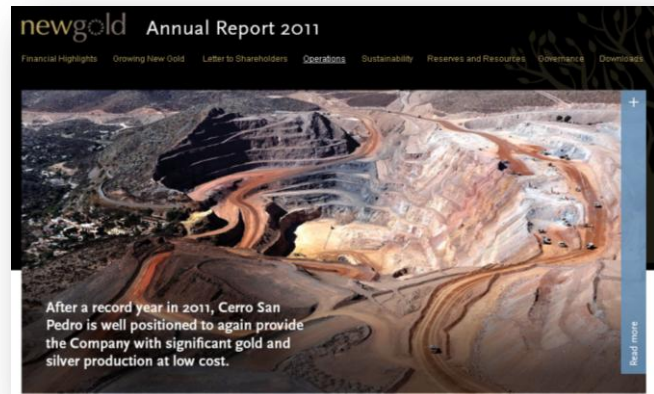 newgold Annual Report 2011
Financial Highlights Growing New Gold Letter to Shareholders Operations Sustainability Reserves and Resources Governance Downloads
+
After a record year in 2011, Cerro San
Pedro is well positioned to again provide
the Company with significant gold and
silver production at low cost.
Read more